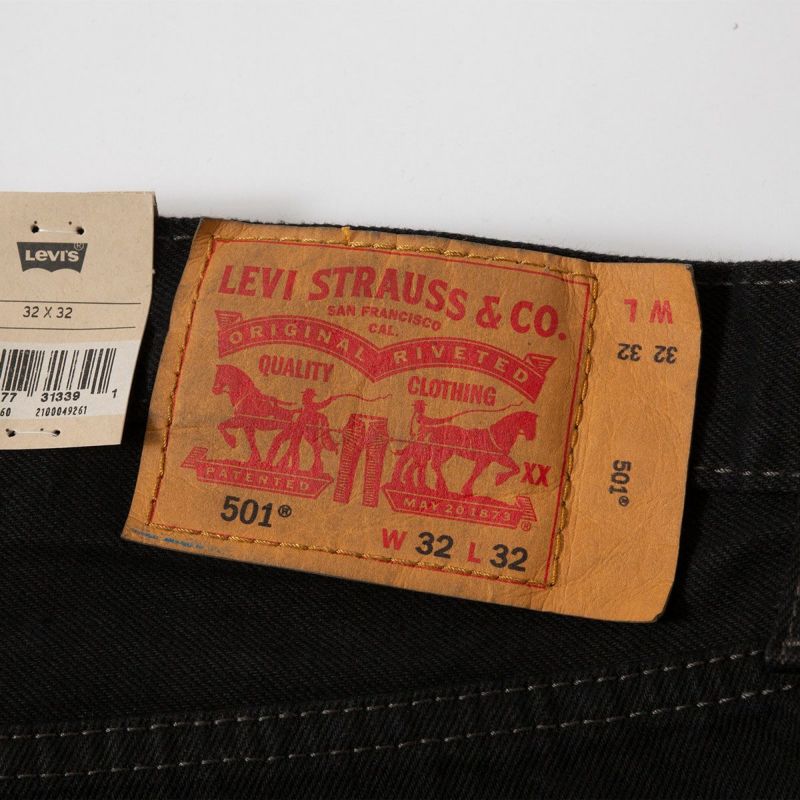 LEVI'S®
32 X 32
77 31339 1
60 2100049261
LEVI STRAUSS & CO.
SAN FRANCISCO
CAL.
ORIGINAL RIVETED
QUALITY CLOTHING
XX
PATENTED MAY 20 1873
®
501®
W 32 L 32
W L
32 32
501®